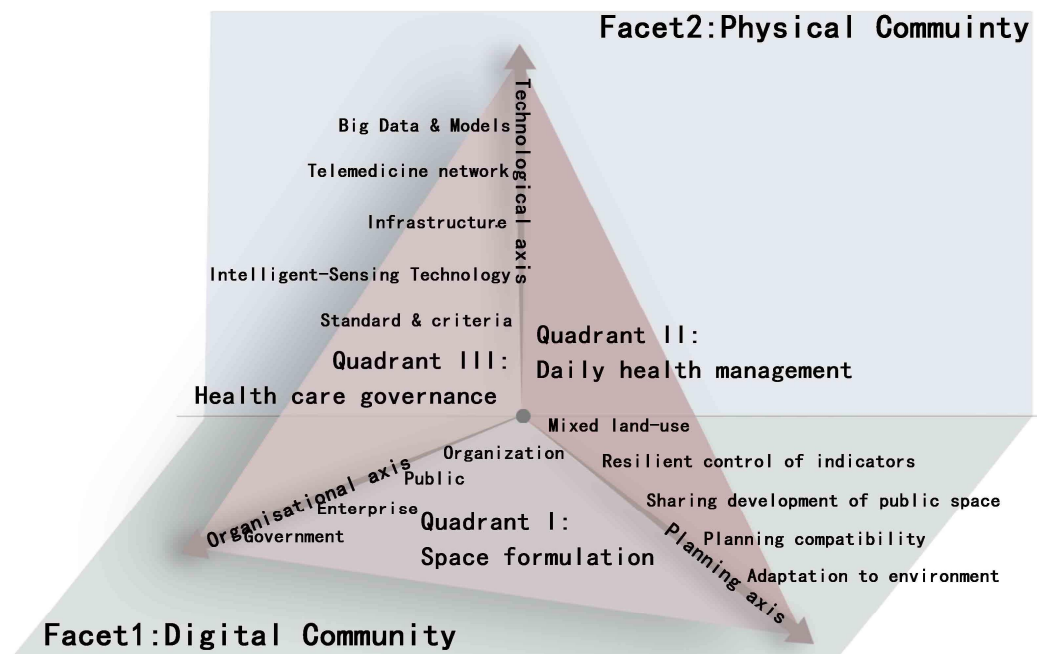 Facet2:Physical Commuinty
Technological axis
Big Data & Models
Telemedicine network
Infrastructure
Intelligent-Sensing Technology
Standard & criteria
Quadrant III:
Health care governance
Quadrant II:
Daily health management
Mixed land-use
Resilient control of indicators
Sharing development of public space
Planning compatibility
Adaptation to environment
Planning axis
Organization
Public
Enterprise
Government
Organisational axis
Quadrant I:
Space formulation
Facet1:Digital Community